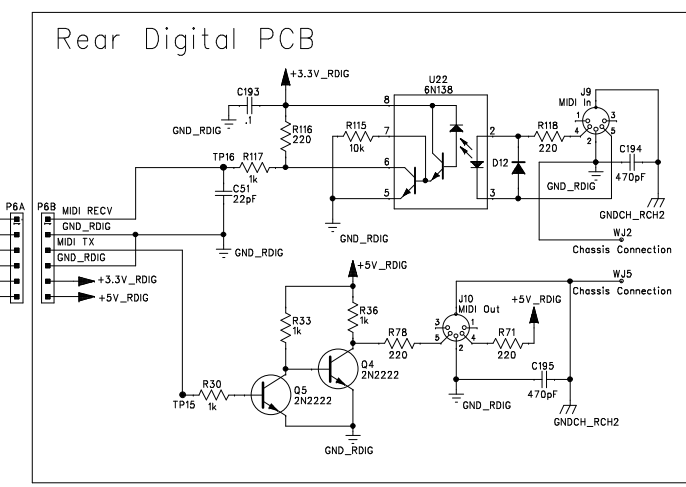 Rear Digital PCB
+3.3V_RDIG
C193
.1
GND_RDIG
R116
220
U22
6N138
8
7
6
5
2
3
R115
10k
TP16
R117
1k
C51
22pF
GND_RDIG
GND_RDIG
D12
R118
220
J9
MIDI In
1
3
4
5
2
GND_RDIG
C194
470pF
GNDCH_RCH2
WJ2
Chassis Connection
P6A
P6B
MIDI RECV
GND_RDIG
MIDI TX
GND_RDIG
+3.3V_RDIG
+5V_RDIG
+5V_RDIG
R33
1k
R36
1k
R78
220
J10
MIDI Out
3
1
5
4
2
R71
220
+5V_RDIG
WJ5
Chassis Connection
Q4
2N2222
Q5
2N2222
R30
1k
TP15
GND_RDIG
GND_RDIG
C195
470pF
GNDCH_RCH2